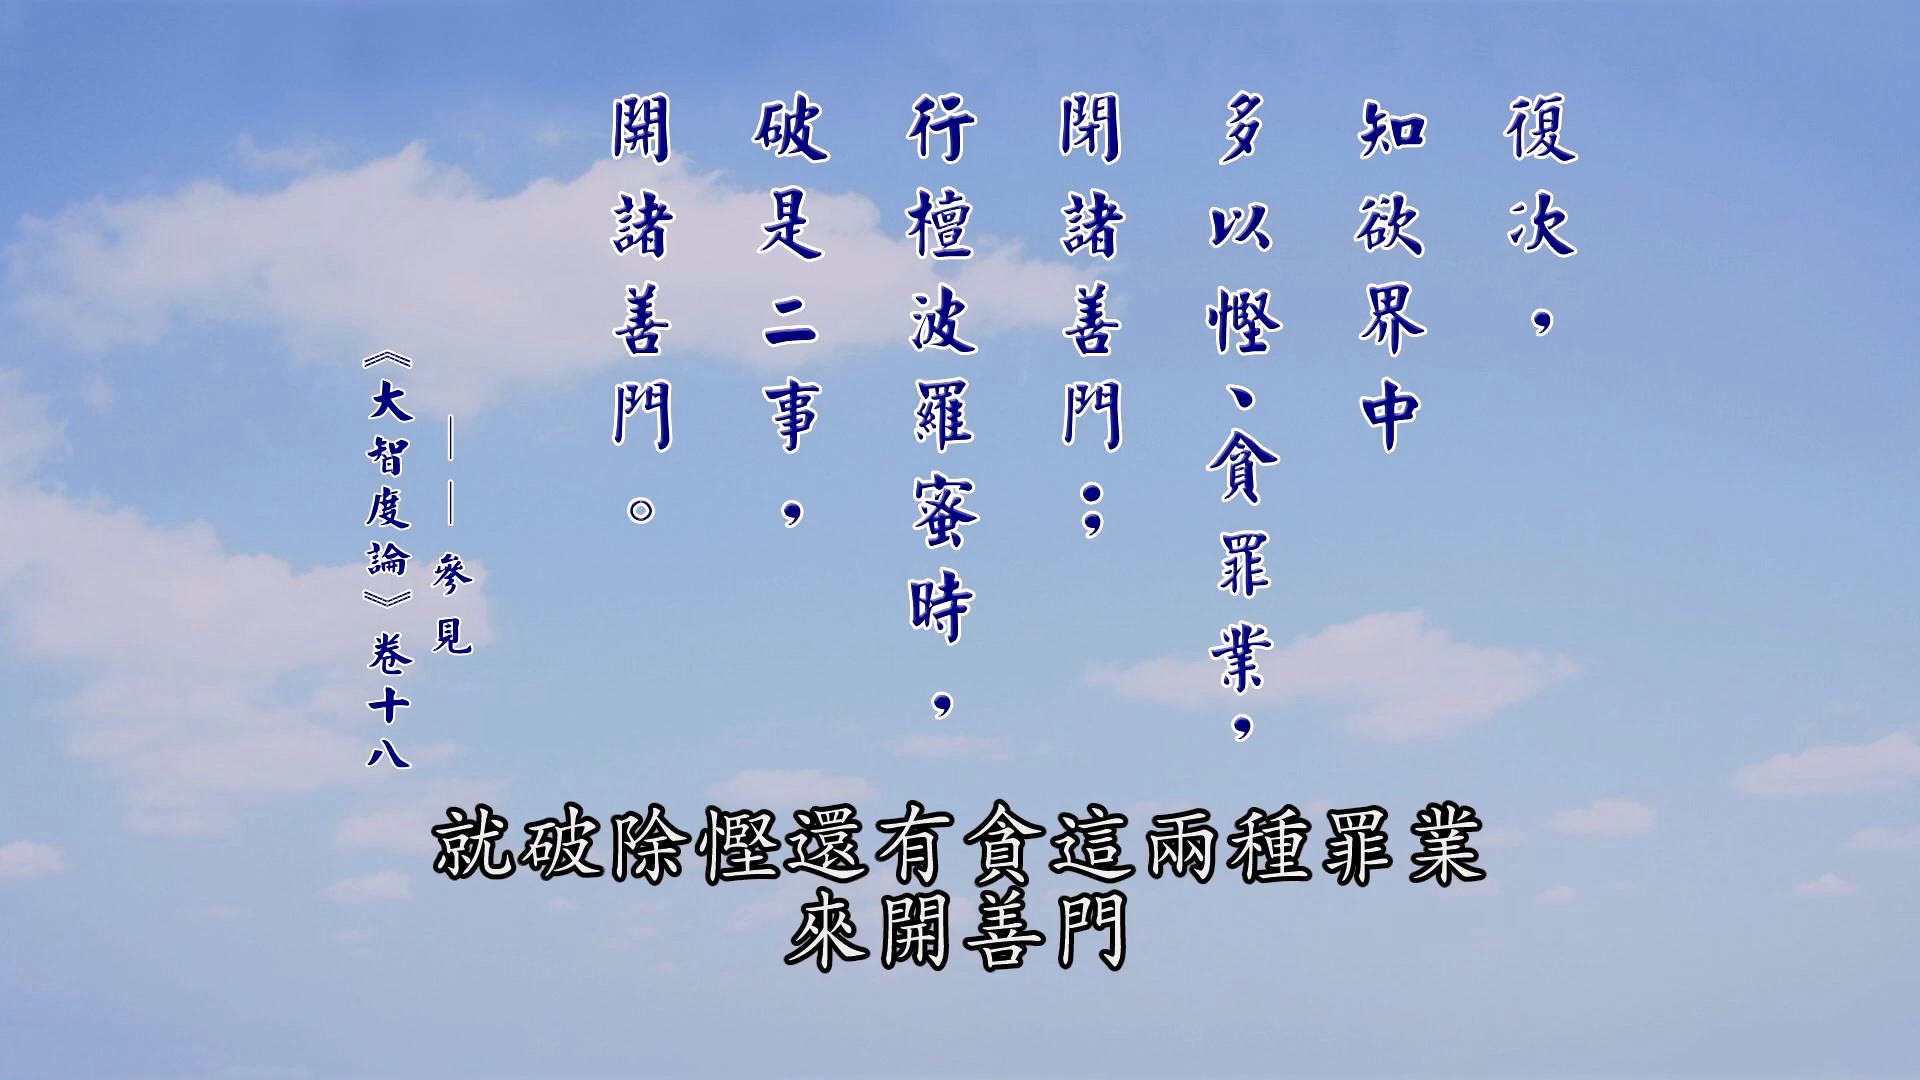 復次，
知欲界中
多以慳、貪罪業，
閉諸善門；
行檀波羅蜜時，
破是二事，
開諸善門。
——參見
《大智度論》卷十八
就破除慳還有貪這兩種罪業
來開善門